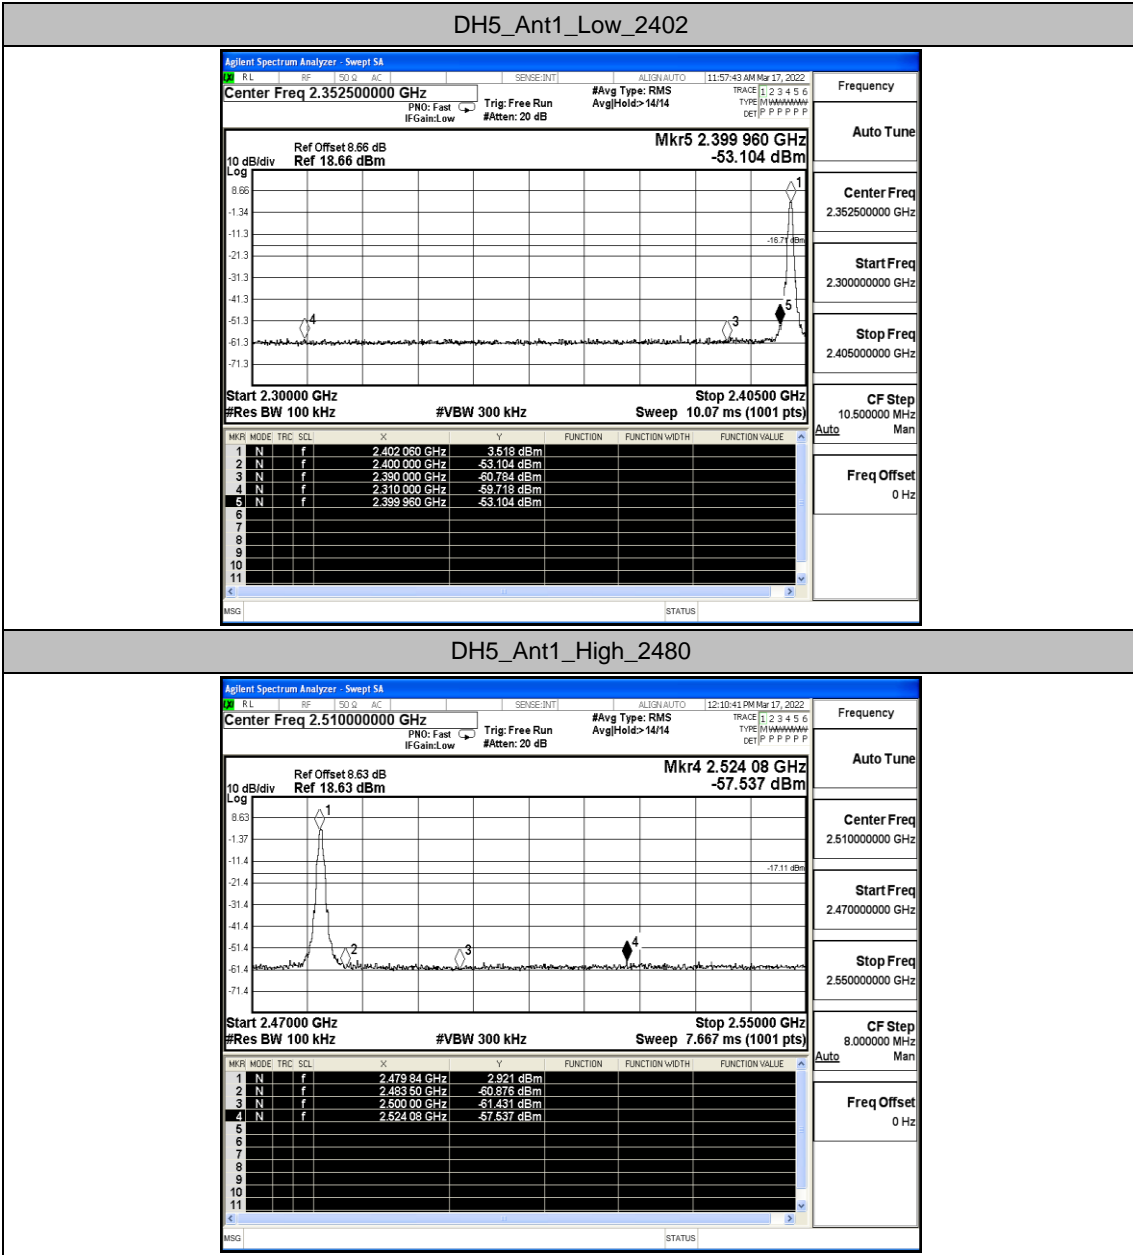 DH5_Ant1_Low_2402
Agilent Spectrum Analyzer - Swept SA
LXI RL RF 50 Ω AC SENSE:INT ALIGNAUTO 11:57:43 AM Mar 17, 2022
Center Freq 2.352500000 GHz
#Avg Type: RMS
TRACE 1 2 3 4 5 6
PNO: Fast Trig: Free Run Avg|Hold:> 14/14
TYPE MWWWWW
IFGain:Low #Atten: 20 dB
DET P P P P P P
Frequency
Auto Tune
Center Freq
2.352500000 GHz
Start Freq
2.300000000 GHz
Stop Freq
2.405000000 GHz
CF Step
10.500000 MHz
Auto Man
Freq Offset
0 Hz
Mkr5 2.399 960 GHz
-53.104 dBm
Ref Offset 8.66 dB
10 dB/div Ref 18.66 dBm
Log
8.66
-1.34
-11.3
-21.3
-31.3
-41.3
-51.3
-61.3
-71.3
1
-16.71 dBm
5
4
3
Start 2.30000 GHz Stop 2.40500 GHz
#Res BW 100 kHz #VBW 300 kHz Sweep 10.07 ms (1001 pts)
MKR MODE TRC SCL X Y FUNCTION FUNCTION WIDTH FUNCTION VALUE
1 N f 2.402 060 GHz 3.518 dBm
2 N f 2.400 000 GHz -53.104 dBm
3 N f 2.390 000 GHz -60.784 dBm
4 N f 2.310 000 GHz -59.718 dBm
5 N f 2.399 960 GHz -53.104 dBm
6
7
8
9
10
11
MSG STATUS
DH5_Ant1_High_2480
Agilent Spectrum Analyzer - Swept SA
LXI RL RF 50 Ω AC SENSE:INT ALIGNAUTO 12:10:41 PM Mar 17, 2022
Center Freq 2.510000000 GHz
#Avg Type: RMS
TRACE 1 2 3 4 5 6
PNO: Fast Trig: Free Run Avg|Hold:> 14/14
TYPE MWWWWW
IFGain:Low #Atten: 20 dB
DET P P P P P P
Frequency
Auto Tune
Center Freq
2.510000000 GHz
Start Freq
2.470000000 GHz
Stop Freq
2.550000000 GHz
CF Step
8.000000 MHz
Auto Man
Freq Offset
0 Hz
Mkr4 2.524 08 GHz
-57.537 dBm
Ref Offset 8.63 dB
10 dB/div Ref 18.63 dBm
Log
8.63
-1.37
-11.4
-21.4
-31.4
-41.4
-51.4
-61.4
-71.4
1
-17.11 dBm
2
3
4
Start 2.47000 GHz Stop 2.55000 GHz
#Res BW 100 kHz #VBW 300 kHz Sweep 7.667 ms (1001 pts)
MKR MODE TRC SCL X Y FUNCTION FUNCTION WIDTH FUNCTION VALUE
1 N f 2.479 84 GHz 2.921 dBm
2 N f 2.483 50 GHz -60.876 dBm
3 N f 2.500 00 GHz -61.431 dBm
4 N f 2.524 08 GHz -57.537 dBm
5
6
7
8
9
10
11
MSG STATUS